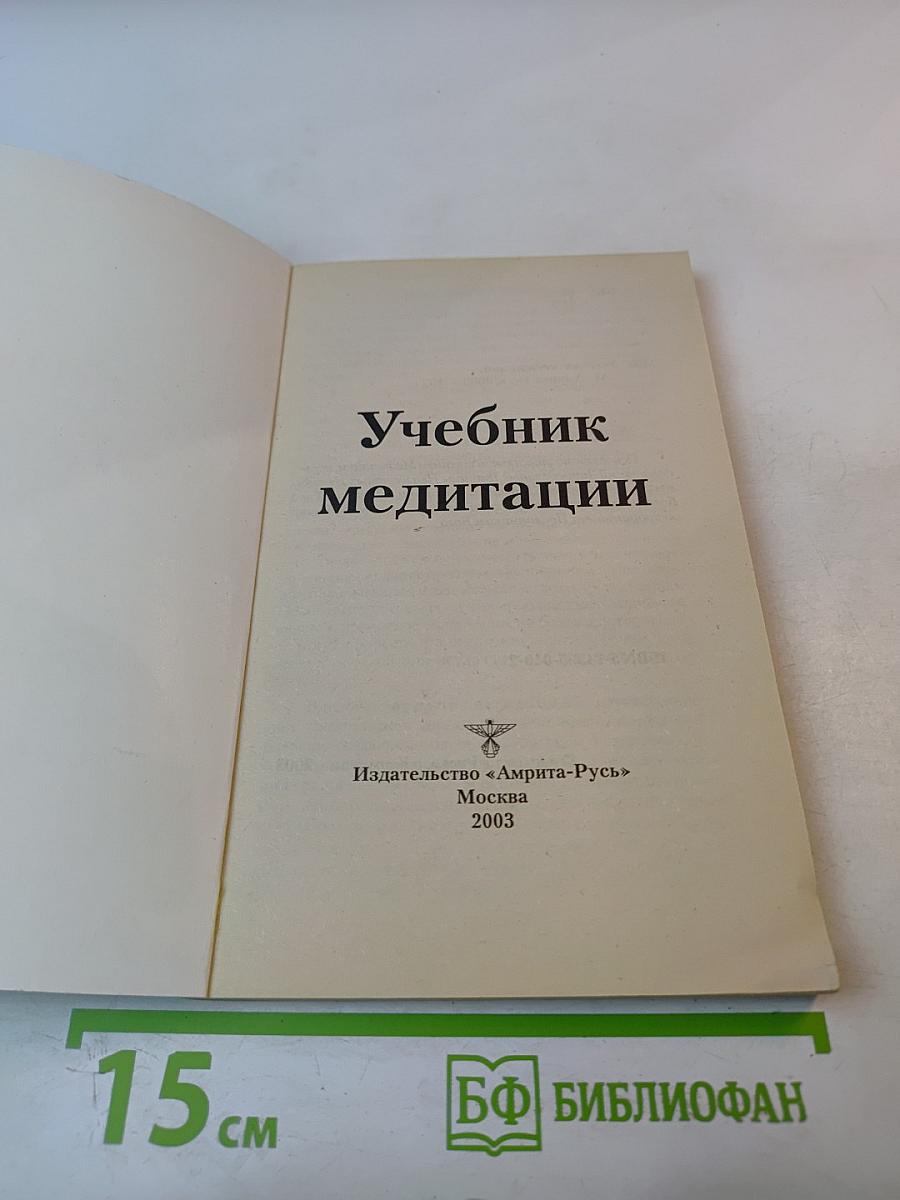 Учебник
медитации
Издательство «Амрита-Русь»
Москва
2003
15 см
БФ БИБЛИОФАН